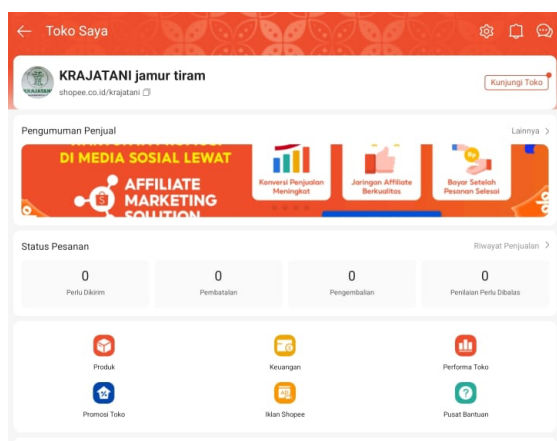 Toko Saya
KRAJATANI jamur tiram
shopee.co.id/krajatani
Kunjungi Toko
KRAJATANI
Pengumuman Penjual
Lainnya
DI MEDIA SOSIAL LEWAT
AFFILIATE
MARKETING
SOLUTION
Konversi Penjualan
Meningkat
Jaringan Affiliate
Berkualitas
Rp
Bayar Setelah
Pesanan Selesai
Status Pesanan
Riwayat Penjualan
0
Perlu Dikirim
0
Pembatalan
0
Pengembalian
0
Penilaian Perlu Dibalas
Produk
Keuangan
Performa Toko
Promosi Toko
Iklan Shopee
Pusat Bantuan